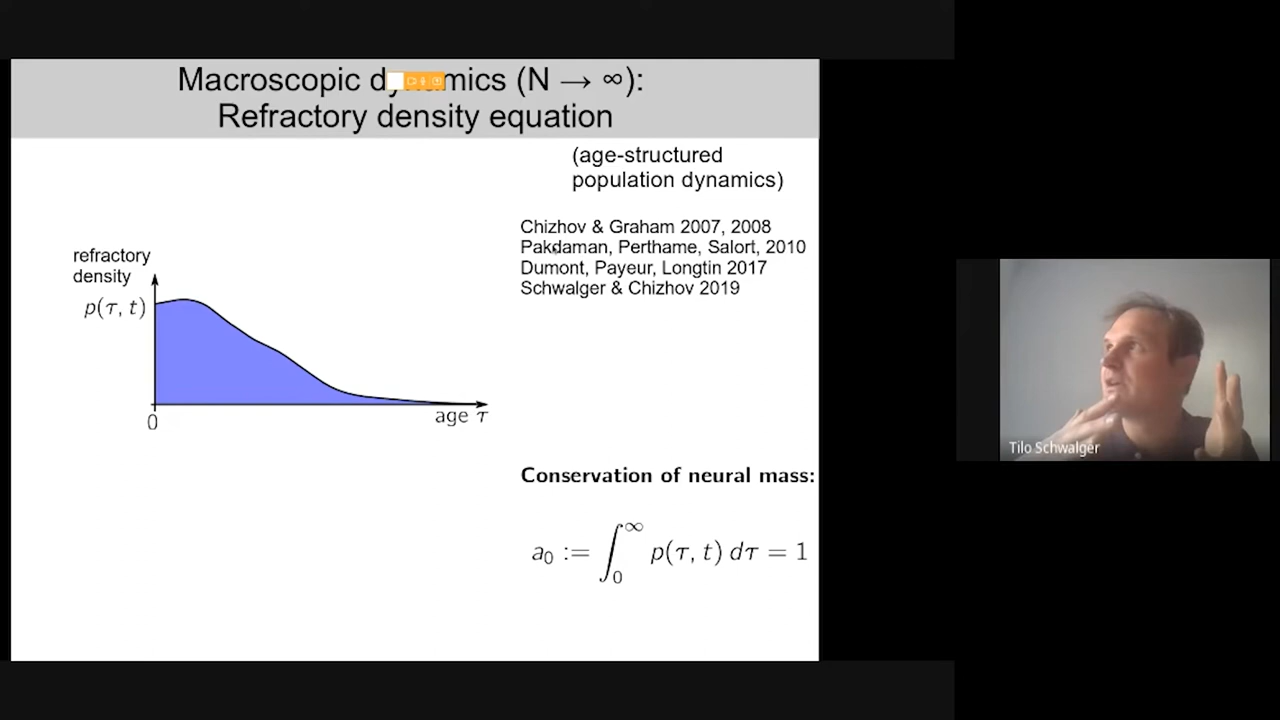 Macroscopic dynamics (N → ∞):
Refractory density equation
(age-structured
population dynamics)
Chizhov & Graham 2007, 2008
Pakdaman, Perthame, Salort, 2010
Dumont, Payeur, Longtin 2017
Schwalger & Chizhov 2019
refractory
density
p(τ, t)
0
age τ
Conservation of neural mass:
a₀ := ∫₀^∞ p(τ, t) dτ = 1
Tilo Schwalger